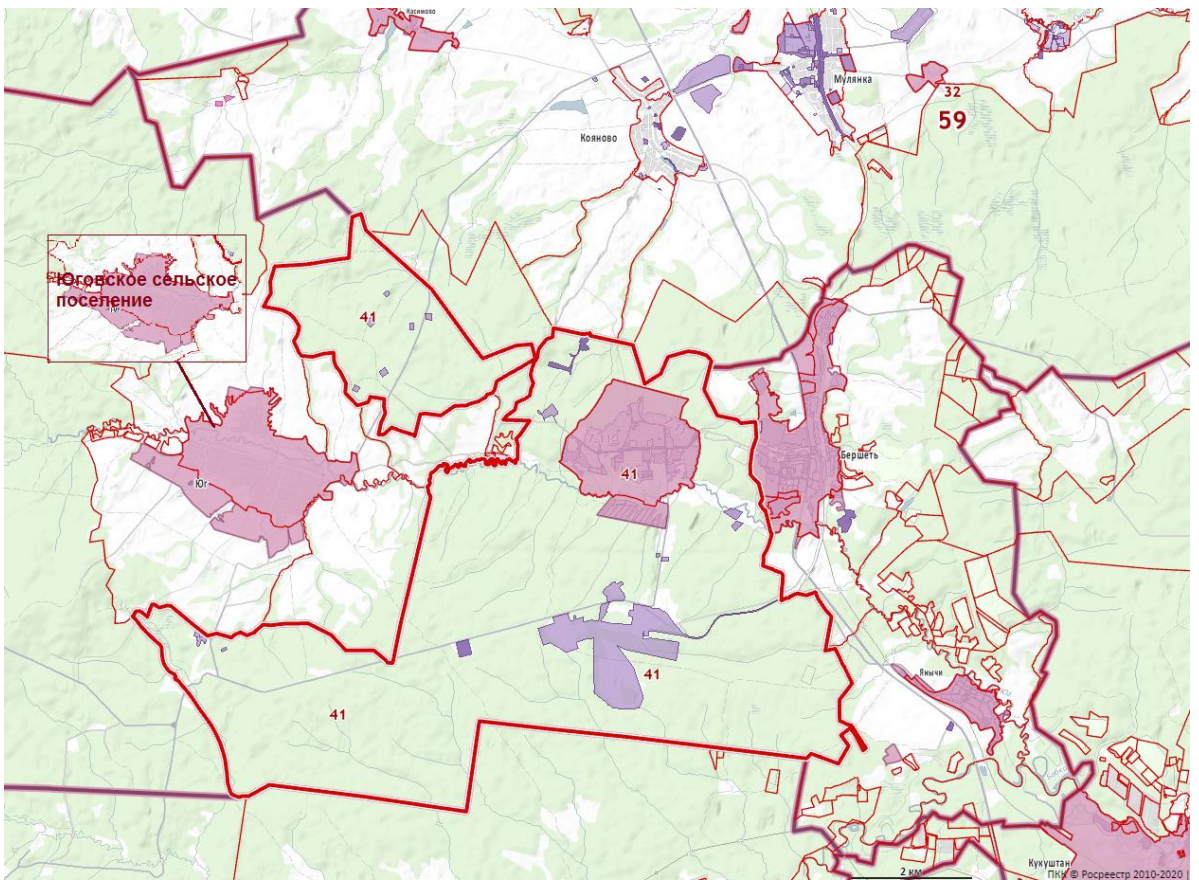 Касимово
Мулянка
32
59
Кояново
Юговское сельское
поселение
41
41
Бершеть
Юг
41
41
Янычи
Кукуштан
2 км
ПКК © Росреестр 2010-2020